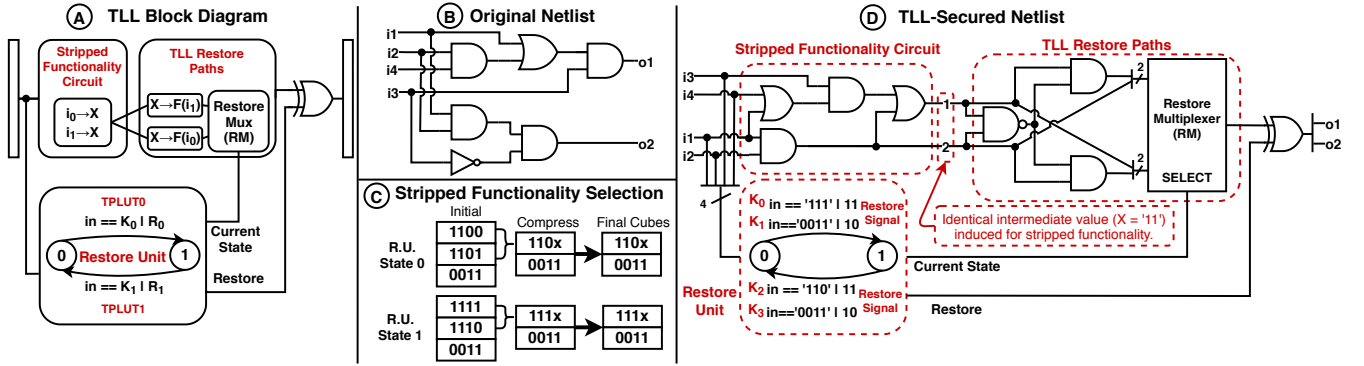 A TLL Block Diagram
Stripped
Functionality
Circuit
i0→X
i1→X
TLL Restore
Paths
X→F(i1)
X→F(i0)
Restore
Mux
(RM)
TPLUT0
in == K0 | R0
0 Restore Unit 1
in == K1 | R1
TPLUT1
Current
State
Restore
B Original Netlist
i1
i2
i4
i3
o1
o2
C Stripped Functionality Selection
Initial
Compress
Final Cubes
R.U.
State 0
1100
1101
0011
110x
0011
110x
0011
R.U.
State 1
1111
1110
0011
111x
0011
111x
0011
D TLL-Secured Netlist
Stripped Functionality Circuit
TLL Restore Paths
i3
i4
i1
i2
1
2
2
2
Restore
Multiplexer
(RM)
SELECT
o1
o2
4
K0 in == '111' | 11
K1 in=='0011' | 10
Restore
Signal
0
1
K2 in == '110' | 11
K3 in=='0011' | 10
Restore
Signal
Restore
Unit
Identical intermediate value (X = '11')
induced for stripped functionality.
Current State
Restore